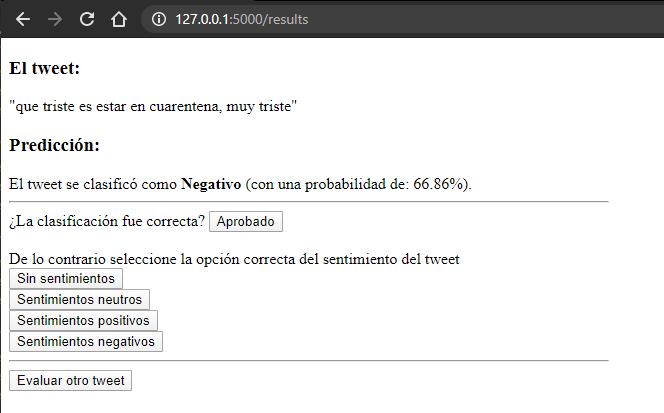 127.0.0.1:5000/results
El tweet:
"que triste es estar en cuarentena, muy triste"
Predicción:
El tweet se clasificó como Negativo (con una probabilidad de: 66.86%).
¿La clasificación fue correcta? Aprobado
De lo contrario seleccione la opción correcta del sentimiento del tweet
Sin sentimientos
Sentimientos neutros
Sentimientos positivos
Sentimientos negativos
Evaluar otro tweet